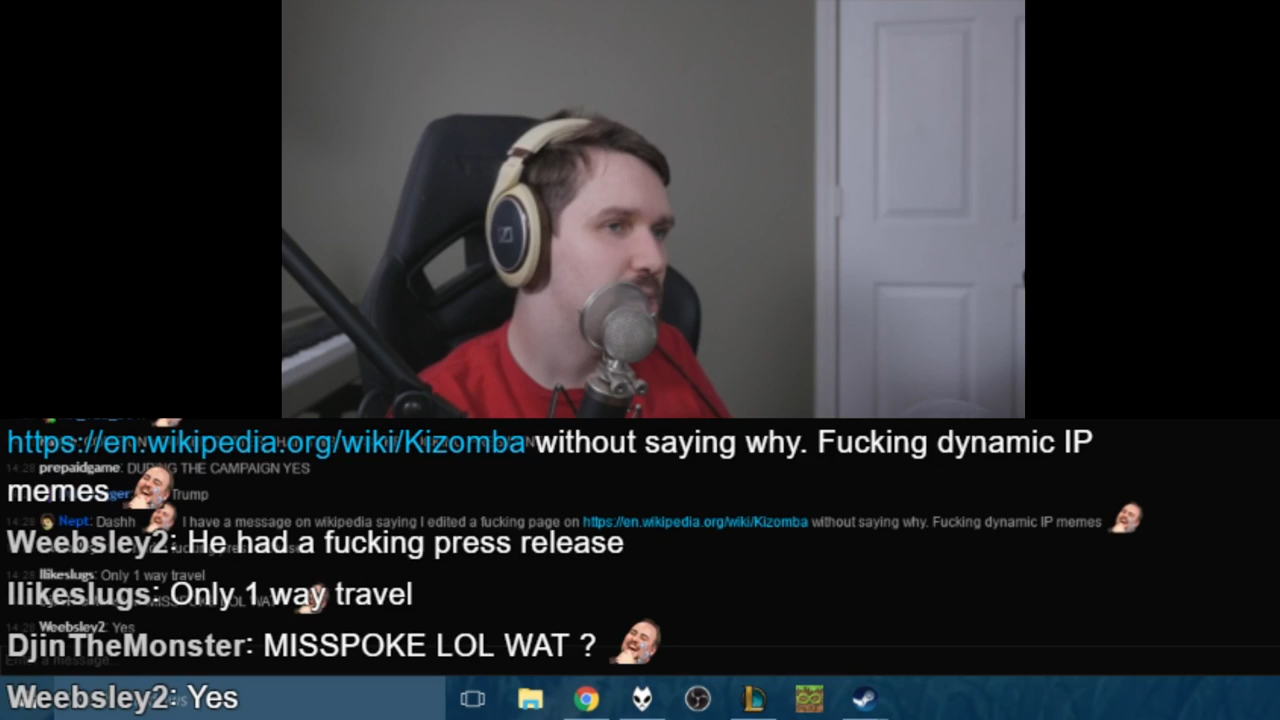 https://en.wikipedia.org/wiki/Kizomba without saying why. Fucking dynamic IP
prepaidgame: DURING THE CAMPAIGN YES
memes
Trump
14:28 Nept: Dashh I have a message on wikipedia saying I edited a fucking page on https://en.wikipedia.org/wiki/Kizomba without saying why. Fucking dynamic IP memes
Weebsley2: He had a fucking press release
llikeslugs: Only 1 way travel
llikeslugs: Only 1 way travel
Weebsley2: Yes
DjinTheMonster: MISSPOKE LOL WAT ?
Weebsley2: Yes